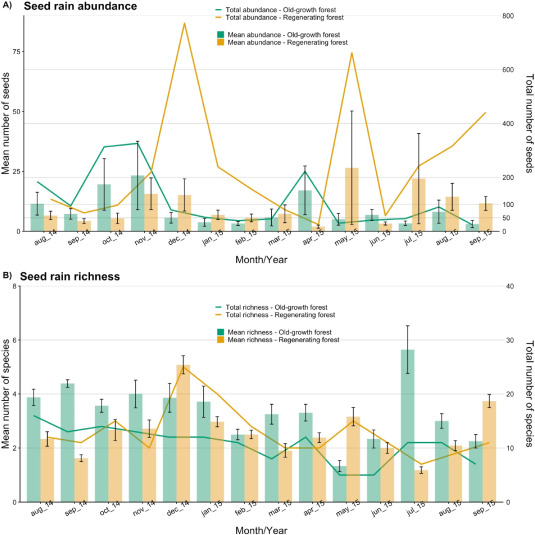 A) Seed rain abundance
Total abundance - Old-growth forest
Total abundance - Regenerating forest
Mean abundance - Old-growth forest
Mean abundance - Regenerating forest
Mean number of seeds
75
50
25
0
Total number of seeds
800
600
400
200
100
50
0
aug_14
sep_14
oct_14
nov_14
dec_14
jan_15
feb_15
mar_15
apr_15
may_15
jun_15
jul_15
aug_15
sep_15
Month/Year
B) Seed rain richness
Total richness - Old-growth forest
Total richness - Regenerating forest
Mean richness - Old-growth forest
Mean richness - Regenerating forest
Mean number of species
8
6
4
2
0
Total number of species
40
30
20
10
0
aug_14
sep_14
oct_14
nov_14
dec_14
jan_15
feb_15
mar_15
apr_15
may_15
jun_15
jul_15
aug_15
sep_15
Month/Year